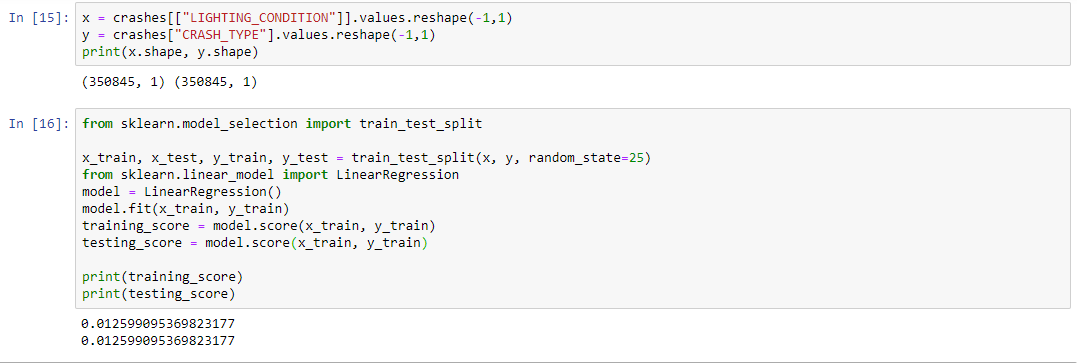 In [15]: x = crashes[["LIGHTING_CONDITION"]].values.reshape(-1,1)
y = crashes["CRASH_TYPE"].values.reshape(-1,1)
print(x.shape, y.shape)
(350845, 1) (350845, 1)
In [16]: from sklearn.model_selection import train_test_split
x_train, x_test, y_train, y_test = train_test_split(x, y, random_state=25)
from sklearn.linear_model import LinearRegression
model = LinearRegression()
model.fit(x_train, y_train)
training_score = model.score(x_train, y_train)
testing_score = model.score(x_train, y_train)
print(training_score)
print(testing_score)
0.012599095369823177
0.012599095369823177